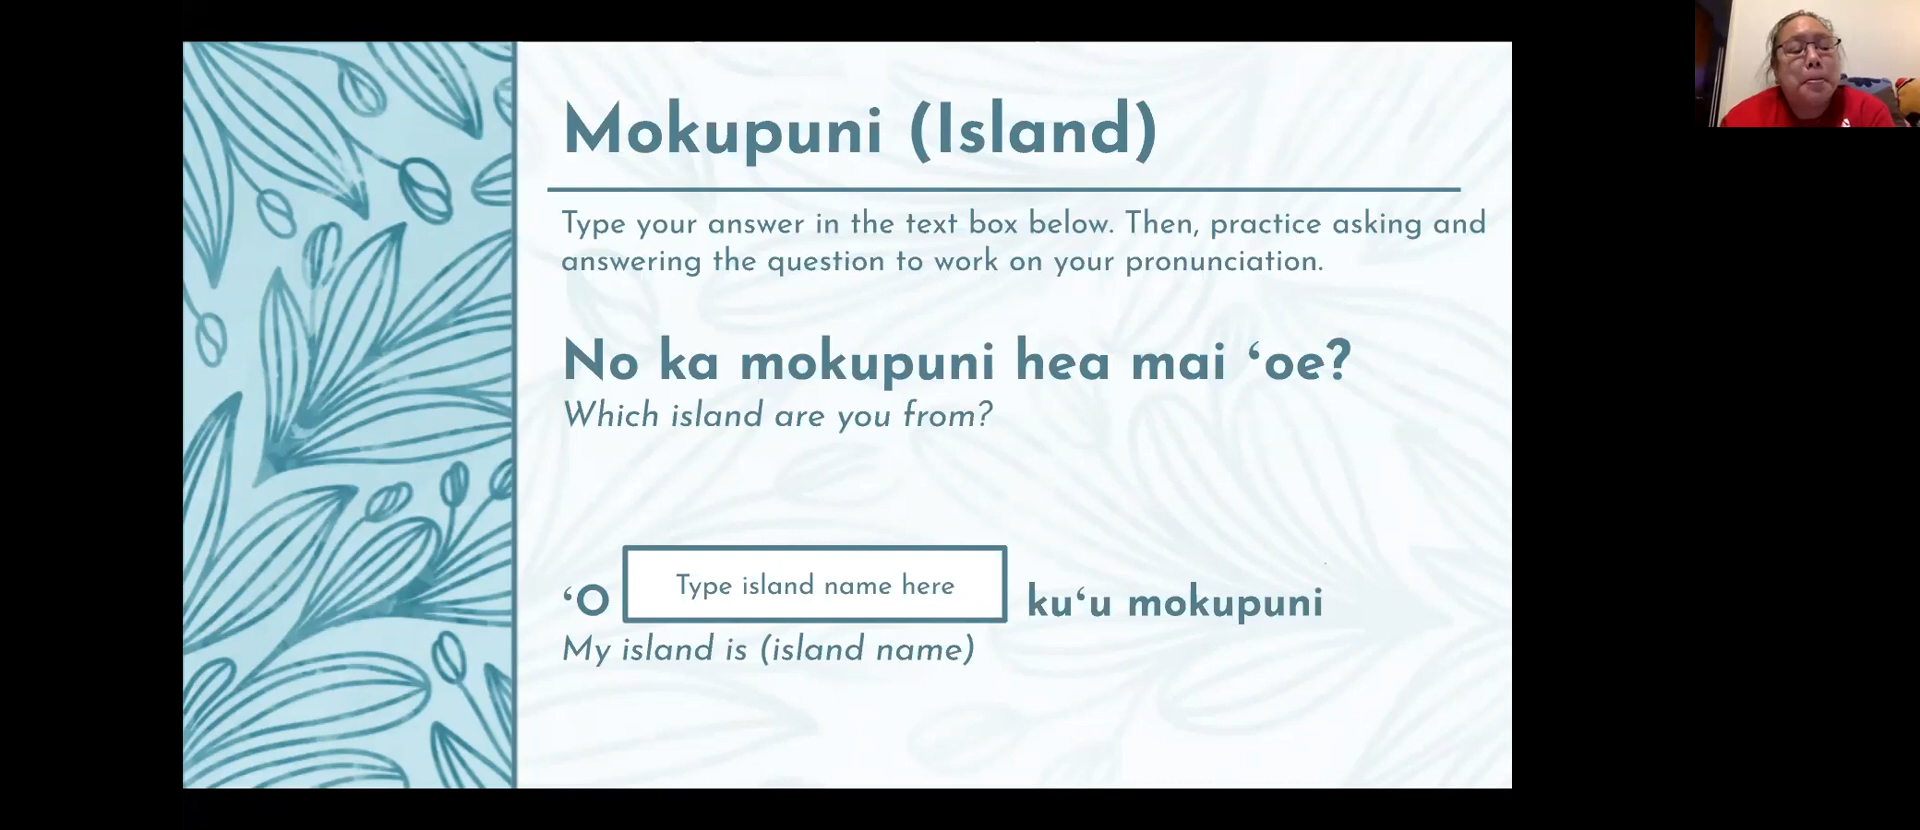 Mokupuni (Island)
Type your answer in the text box below. Then, practice asking and
answering the question to work on your pronunciation.
No ka mokupuni hea mai ʻoe?
Which island are you from?
ʻO Type island name here kuʻu mokupuni
My island is (island name)